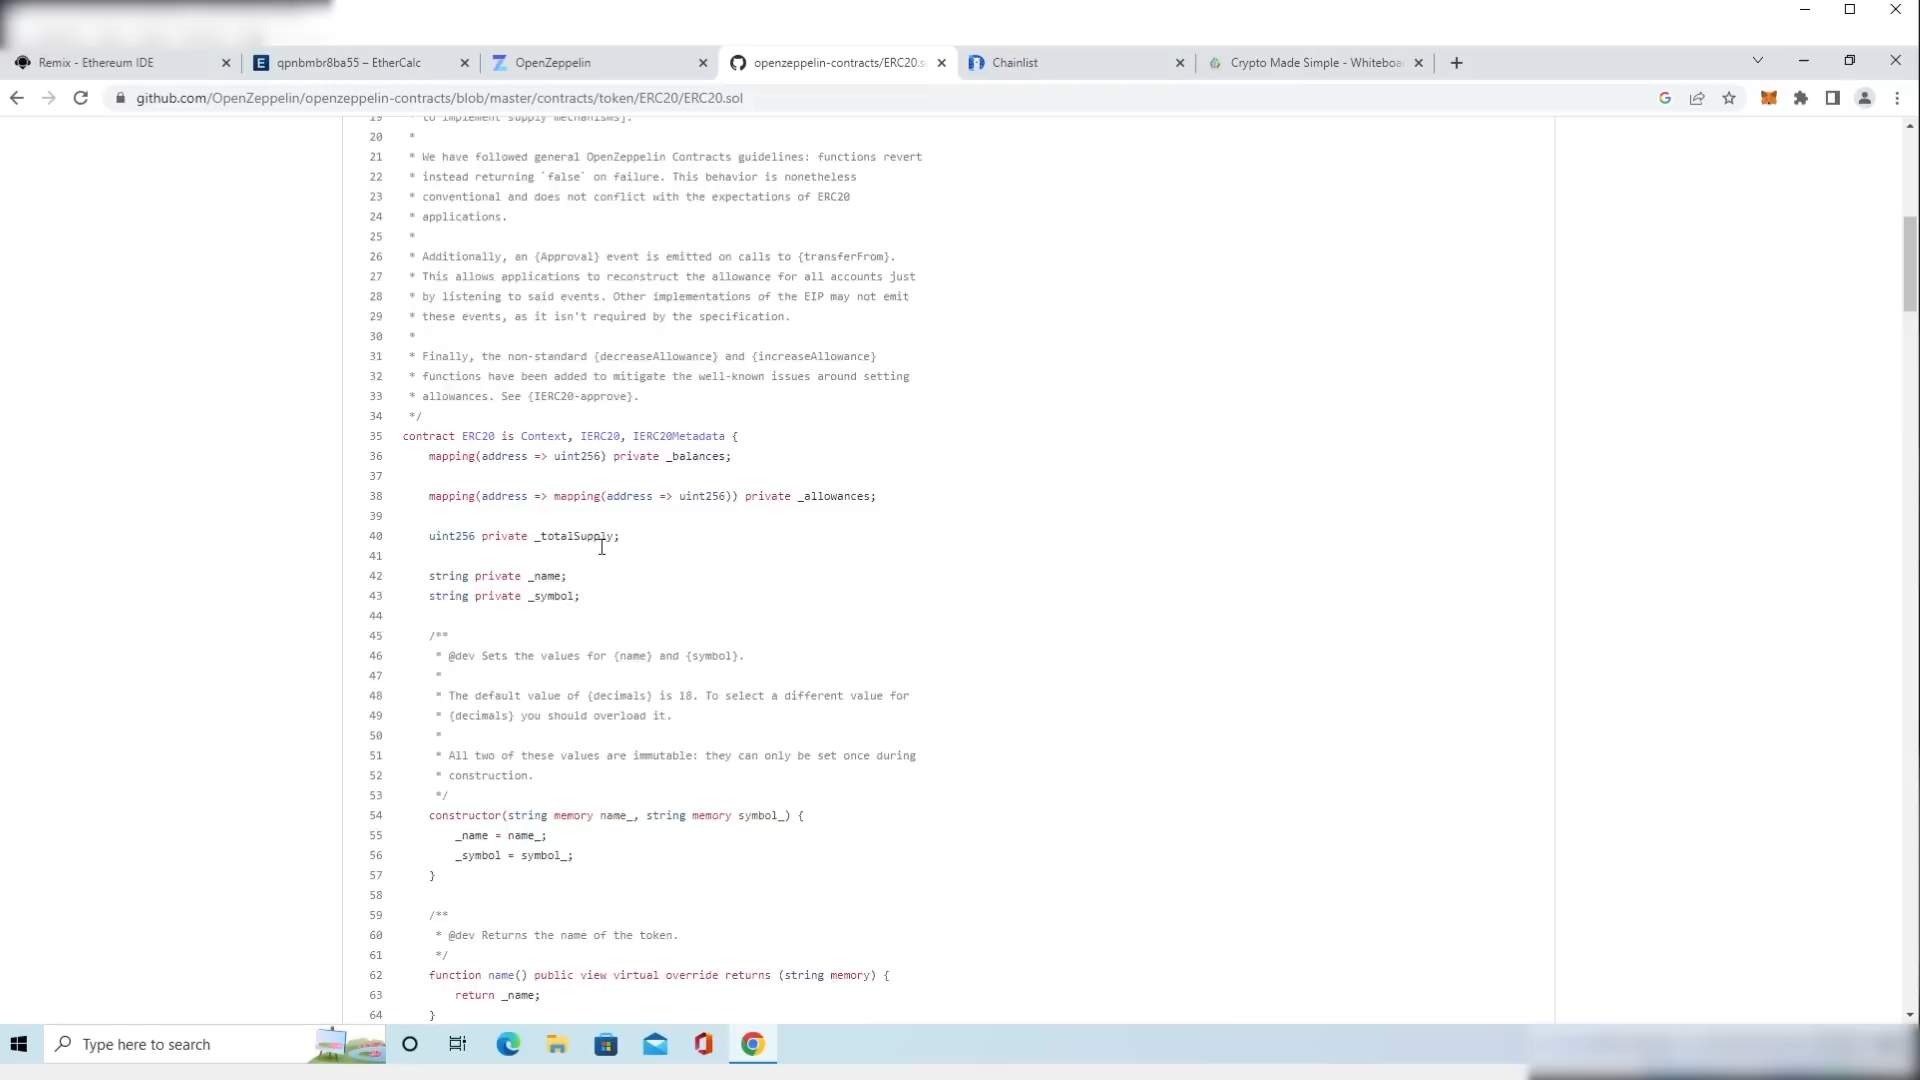 Remix - Ethereum IDE
qpnbmbr8ba55 – EtherCalc
OpenZeppelin
openzeppelin-contracts/ERC20.s
Chainlist
Crypto Made Simple - Whiteboa
github.com/OpenZeppelin/openzeppelin-contracts/blob/master/contracts/token/ERC20/ERC20.sol
19 * to implement supply mechanisms].
20 *
21 * We have followed general OpenZeppelin Contracts guidelines: functions revert
22 * instead returning `false` on failure. This behavior is nonetheless
23 * conventional and does not conflict with the expectations of ERC20
24 * applications.
25 *
26 * Additionally, an {Approval} event is emitted on calls to {transferFrom}.
27 * This allows applications to reconstruct the allowance for all accounts just
28 * by listening to said events. Other implementations of the EIP may not emit
29 * these events, as it isn't required by the specification.
30 *
31 * Finally, the non-standard {decreaseAllowance} and {increaseAllowance}
32 * functions have been added to mitigate the well-known issues around setting
33 * allowances. See {IERC20-approve}.
34 */
35 contract ERC20 is Context, IERC20, IERC20Metadata {
36 mapping(address => uint256) private _balances;
37
38 mapping(address => mapping(address => uint256)) private _allowances;
39
40 uint256 private _totalSupply;
41
42 string private _name;
43 string private _symbol;
44
45 /**
46 * @dev Sets the values for {name} and {symbol}.
47 *
48 * The default value of {decimals} is 18. To select a different value for
49 * {decimals} you should overload it.
50 *
51 * All two of these values are immutable: they can only be set once during
52 * construction.
53 */
54 constructor(string memory name_, string memory symbol_) {
55 _name = name_;
56 _symbol = symbol_;
57 }
58
59 /**
60 * @dev Returns the name of the token.
61 */
62 function name() public view virtual override returns (string memory) {
63 return _name;
64 }
Type here to search